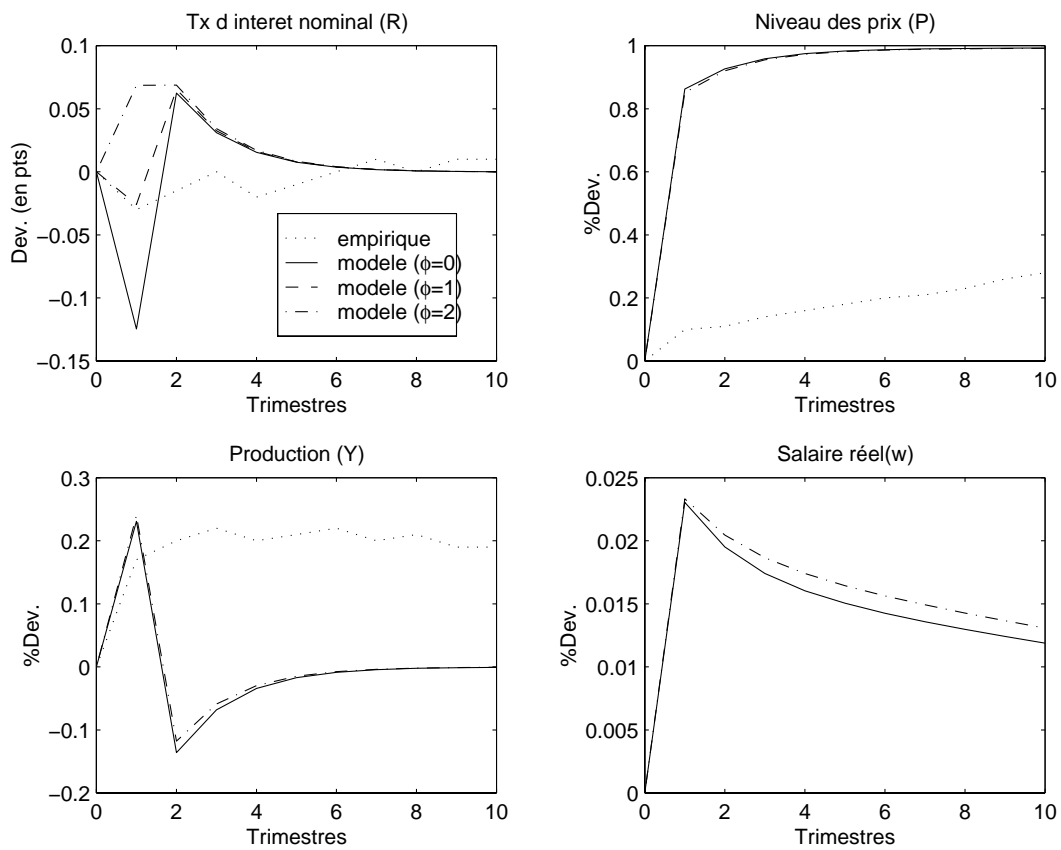 Tx d interet nominal (R)
0.1
0.05
0
−0.05
−0.1
−0.15
Dev. (en pts)
empirique
modele (ϕ=0)
modele (ϕ=1)
modele (ϕ=2)
0 2 4 6 8 10
Trimestres
Niveau des prix (P)
1
0.8
0.6
0.4
0.2
0
%Dev.
0 2 4 6 8 10
Trimestres
Production (Y)
0.3
0.2
0.1
0
−0.1
−0.2
%Dev.
0 2 4 6 8 10
Trimestres
Salaire réel(w)
0.025
0.02
0.015
0.01
0.005
0
%Dev.
0 2 4 6 8 10
Trimestres